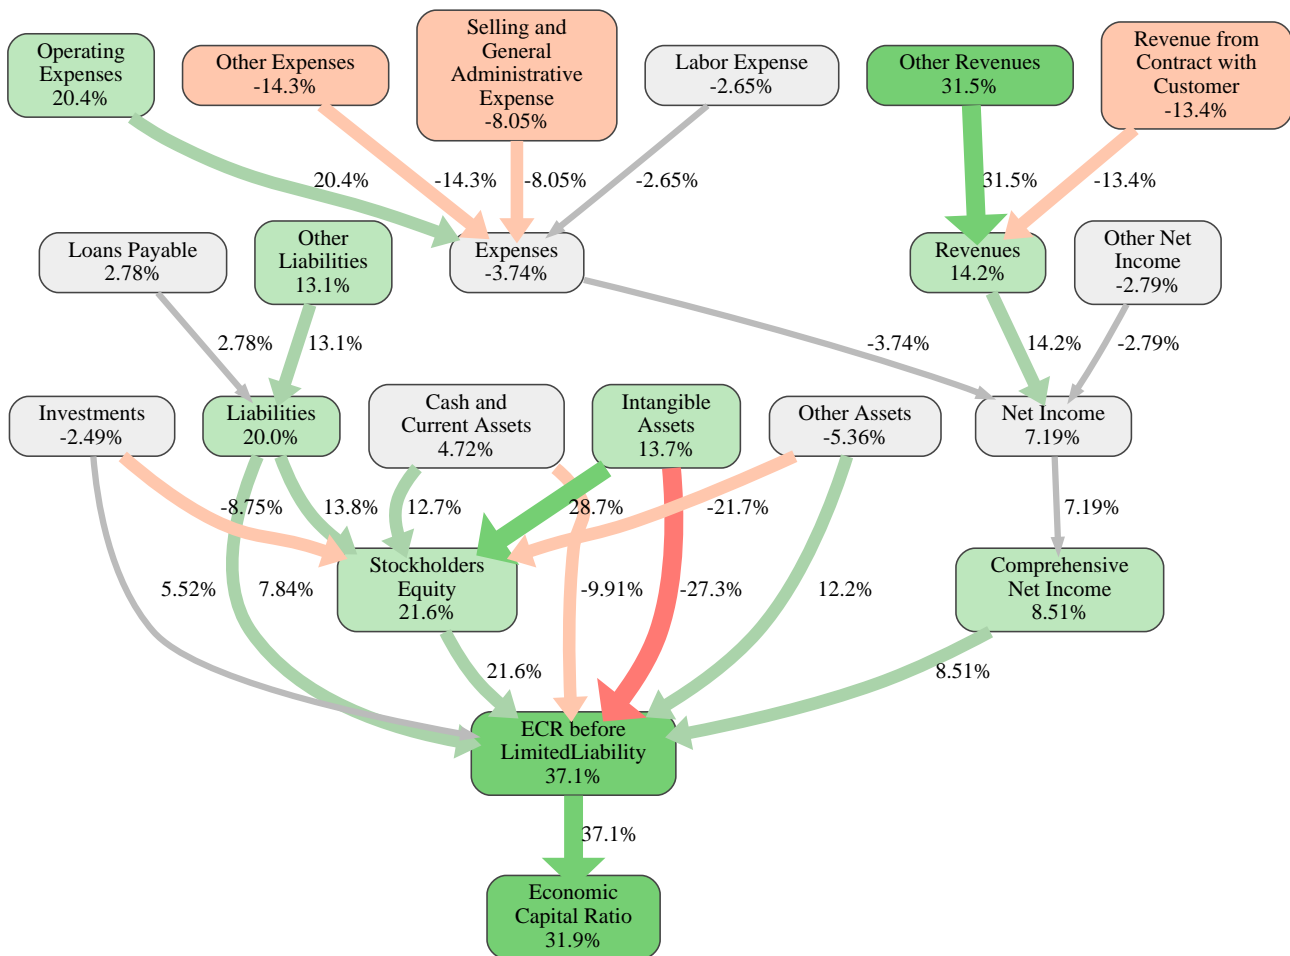 Operating
Expenses
20.4%
Other Expenses
-14.3%
Selling and
General
Administrative
Expense
-8.05%
Labor Expense
-2.65%
Other Revenues
31.5%
Revenue from
Contract with
Customer
-13.4%
20.4%
-14.3%
-8.05%
-2.65%
31.5%
-13.4%
Loans Payable
2.78%
Other
Liabilities
13.1%
Expenses
-3.74%
Revenues
14.2%
Other Net
Income
-2.79%
2.78%
13.1%
-3.74%
14.2%
-2.79%
Investments
-2.49%
Liabilities
20.0%
Cash and
Current Assets
4.72%
Intangible
Assets
13.7%
Other Assets
-5.36%
Net Income
7.19%
-8.75%
13.8%
12.7%
28.7%
-21.7%
7.19%
Stockholders
Equity
21.6%
Comprehensive
Net Income
8.51%
5.52%
7.84%
-9.91%
-27.3%
12.2%
21.6%
8.51%
ECR before
LimitedLiability
37.1%
37.1%
Economic
Capital Ratio
31.9%